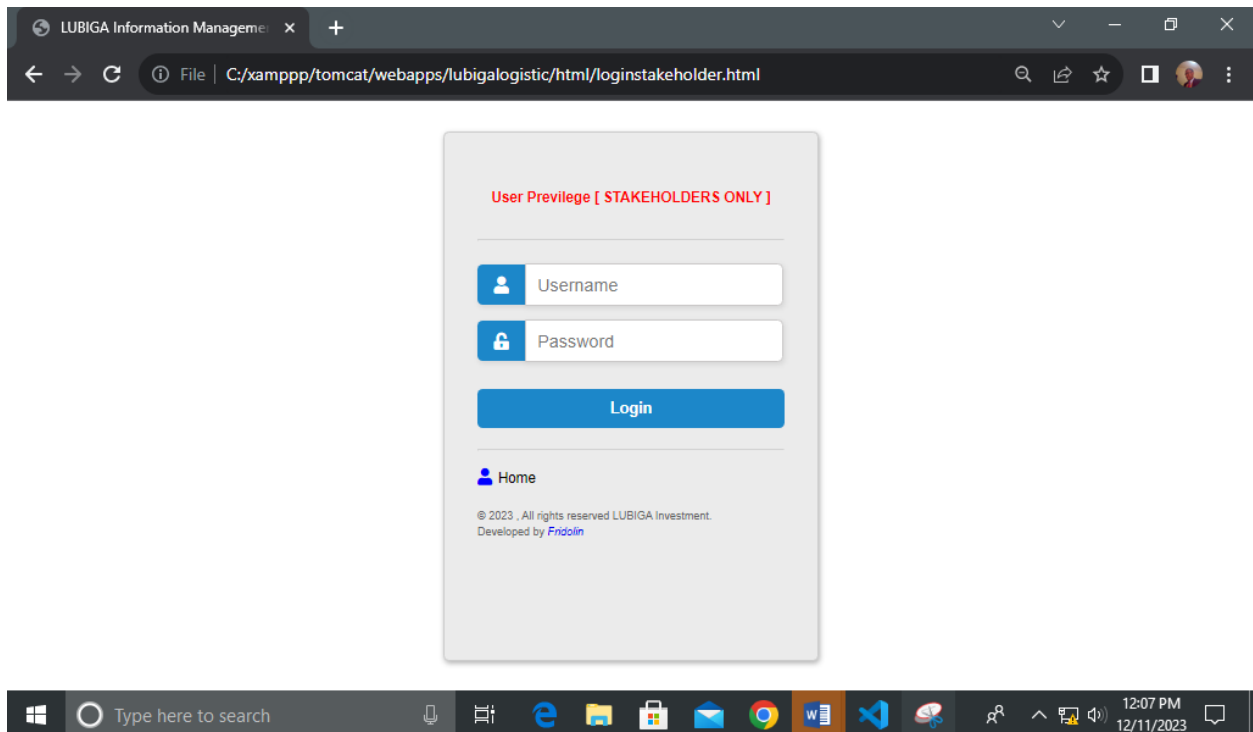 LUBIGA Information Manageme
File C:/xamppp/tomcat/webapps/lubigalogistic/html/loginstakeholder.html
User Previlege [ STAKEHOLDERS ONLY ]
Username
Password
Login
Home
© 2023 , All rights reserved LUBIGA Investment.
Developed by Fridolin
Type here to search
12:07 PM
12/11/2023